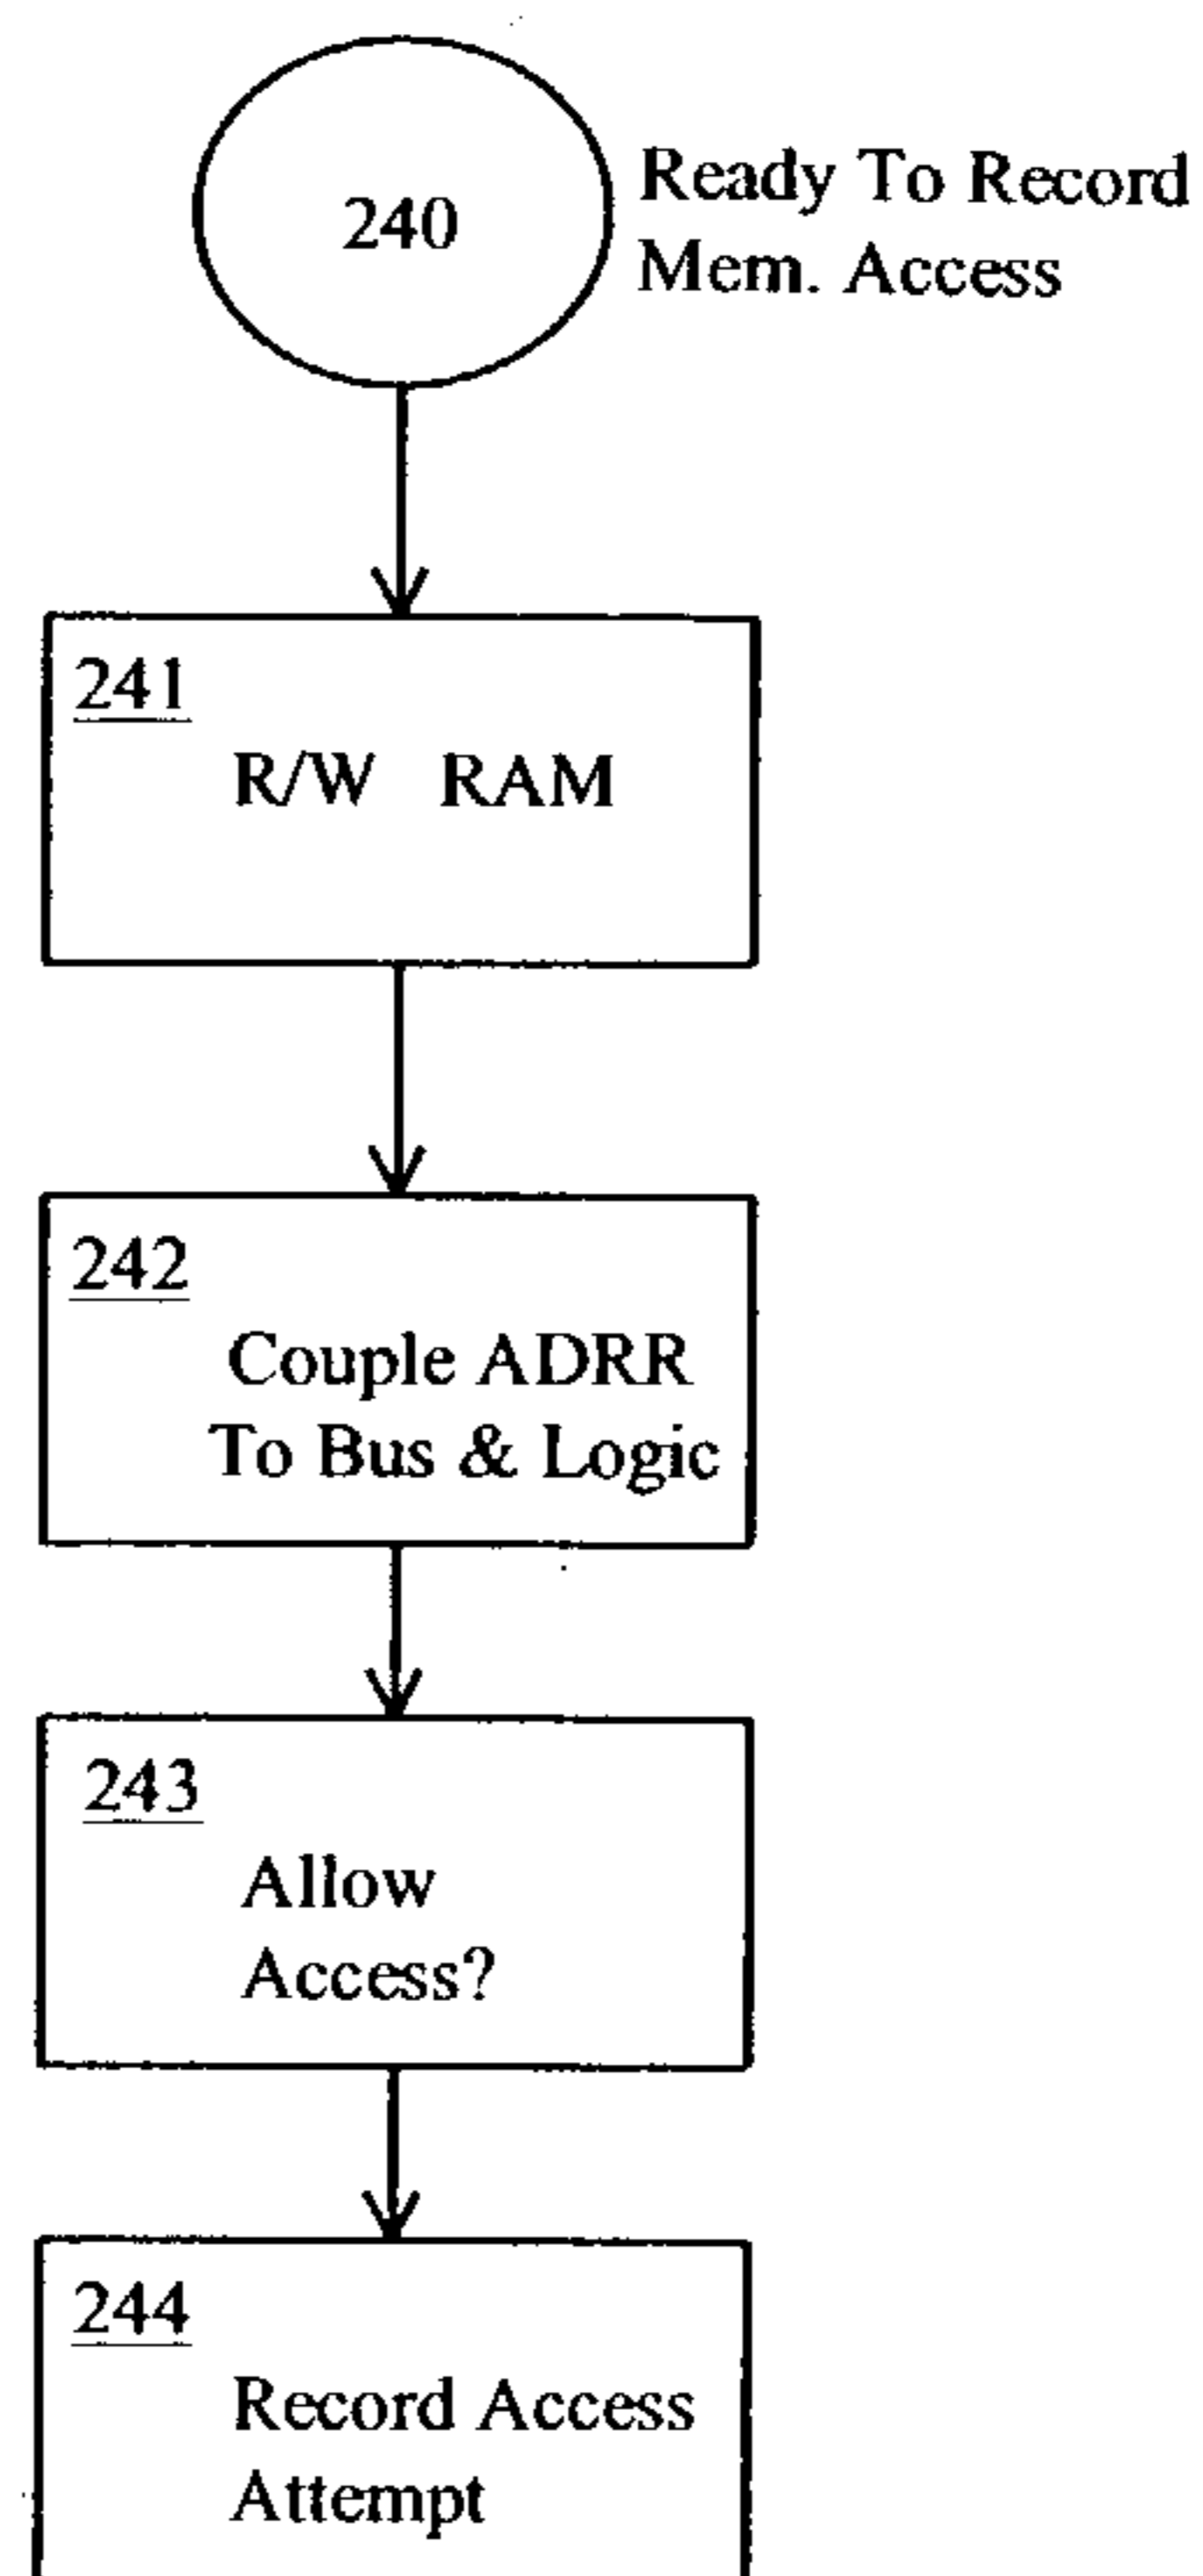 240
Ready To Record
Mem. Access
241
R/W RAM
242
Couple ADRR
To Bus & Logic
243
Allow
Access?
244
Record Access
Attempt